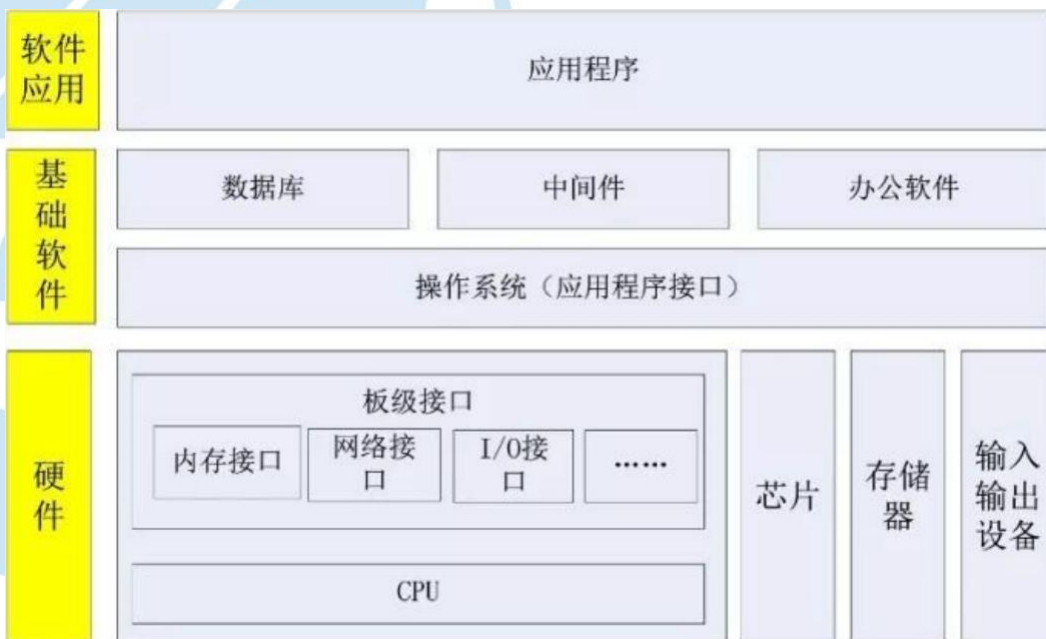 软件
应用
应用程序
基
础
软
件
数据库
中间件
办公软件
操作系统（应用程序接口）
硬
件
板级接口
内存接口
网络接
口
I/O接
口
……
CPU
芯片
存储
器
输入
输出
设备